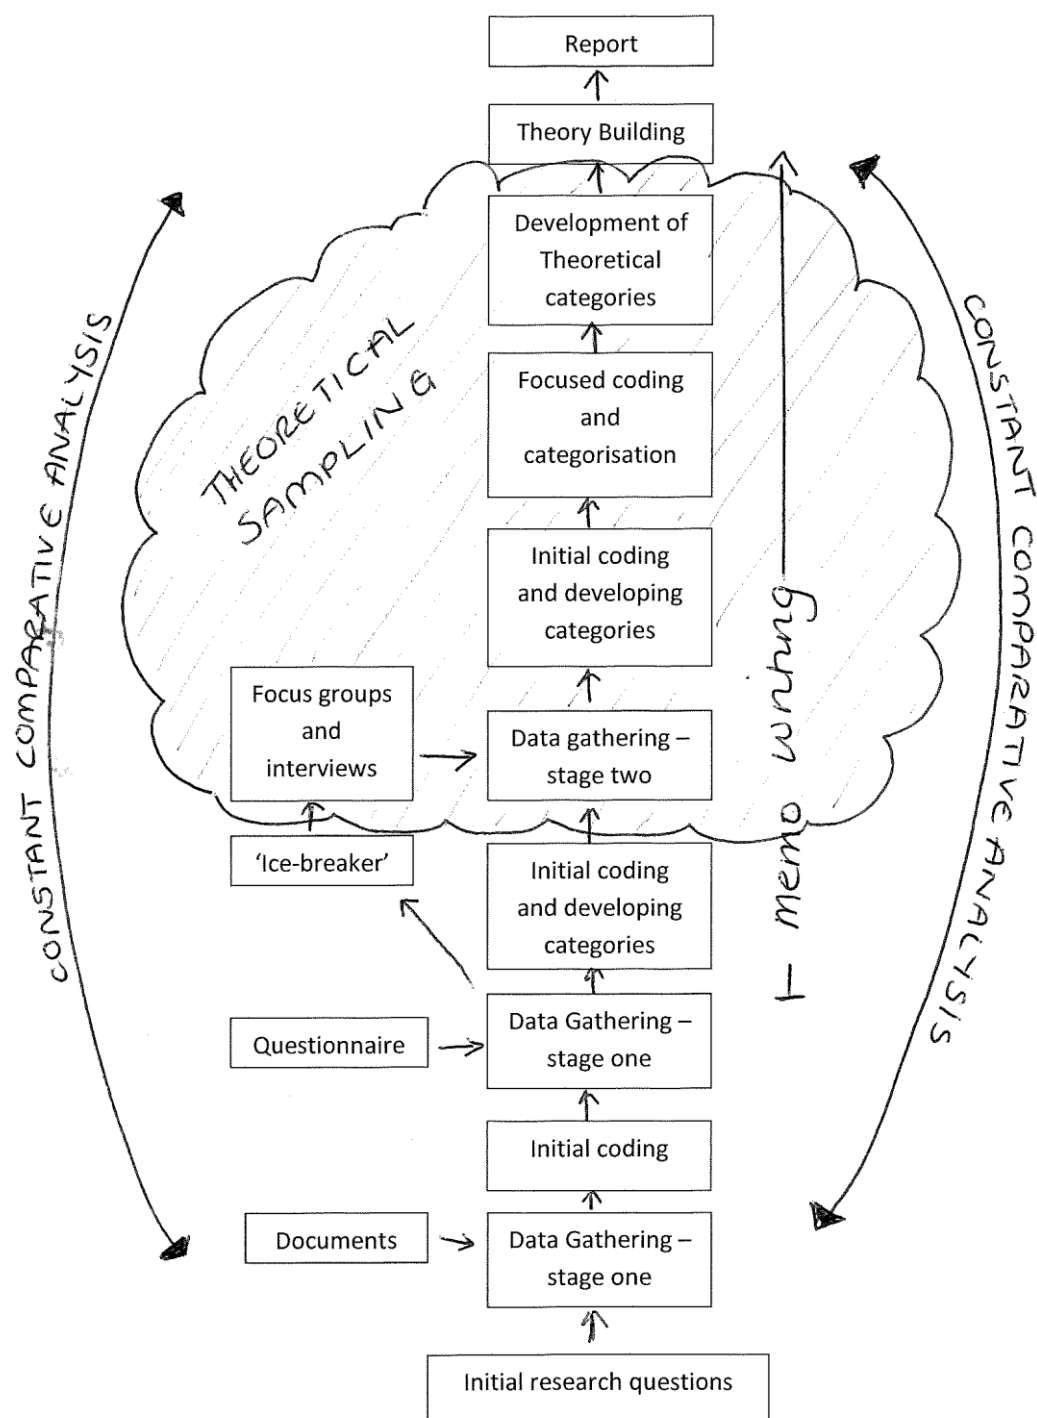 Report
Theory Building
Development of
Theoretical
categories
THEORETICAL
SAMPLING
Focused coding
and
categorisation
Initial coding
and developing
categories
Focus groups
and
interviews
Data gathering –
stage two
‘Ice-breaker’
Initial coding
and developing
categories
Questionnaire
Data Gathering –
stage one
Initial coding
Documents
Data Gathering –
stage one
Initial research questions
CONSTANT COMPARATIVE ANALYSIS
memo writing
CONSTANT COMPARATIVE ANALYSIS